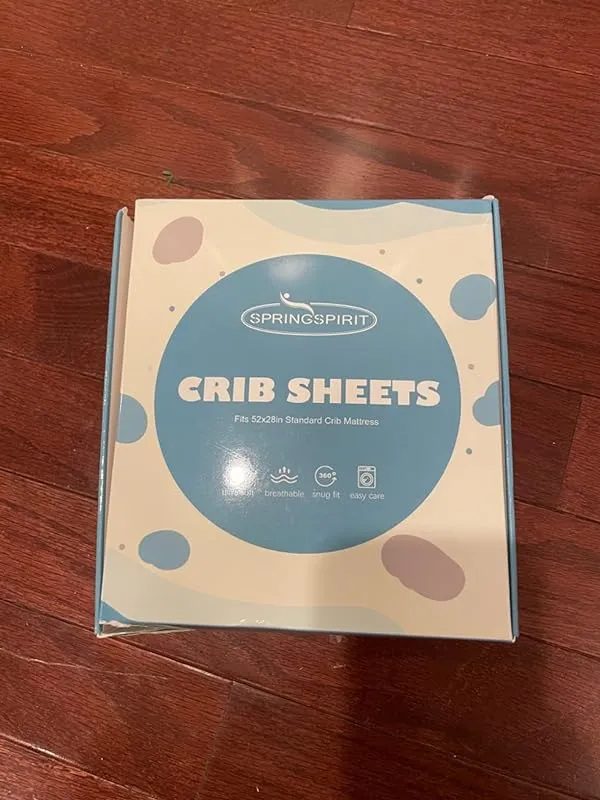 SPRINGSPIRIT
CRIB SHEETS
Fits 52x28in Standard Crib Mattress
360°
breathable snug fit easy care